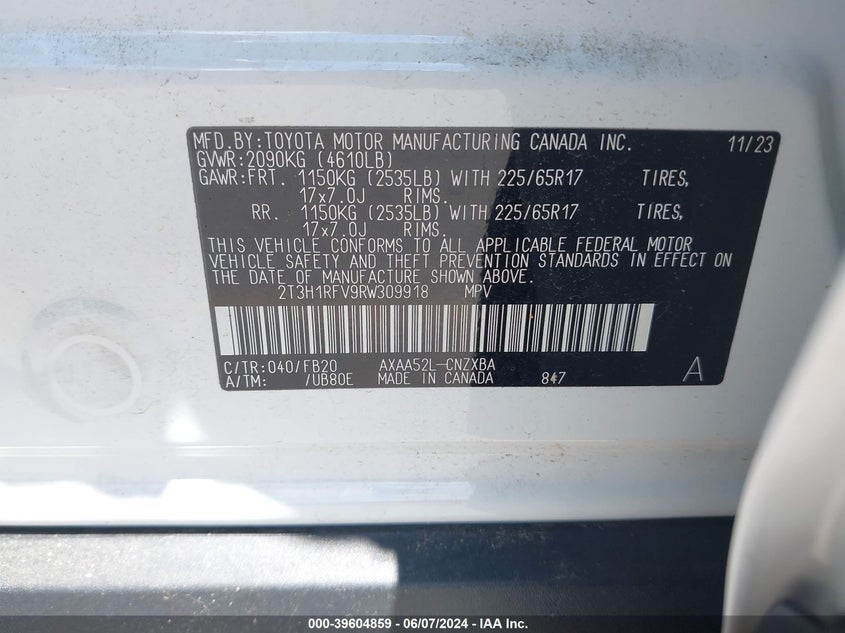 MFD.BY:TOYOTA MOTOR MANUFACTURING CANADA INC. 11/23
GVWR:2090KG (4610LB)
GAWR:FRT. 1150KG (2535LB) WITH 225/65R17 TIRES,
17x7.0J RIMS.
RR. 1150KG (2535LB) WITH 225/65R17 TIRES,
17x7.0J RIMS.
THIS VEHICLE CONFORMS TO ALL APPLICABLE FEDERAL MOTOR
VEHICLE SAFETY AND THEFT PREVENTION STANDARDS IN EFFECT ON
THE DATE OF MANUFACTURE SHOWN ABOVE.
2T3H1RFV9RW309918 MPV
C/TR:040/FB20 AXAA52L-CNZXBA
A/TM: /UB80E MADE IN CANADA 847 A
000-39604859 - 06/07/2024 - IAA Inc.